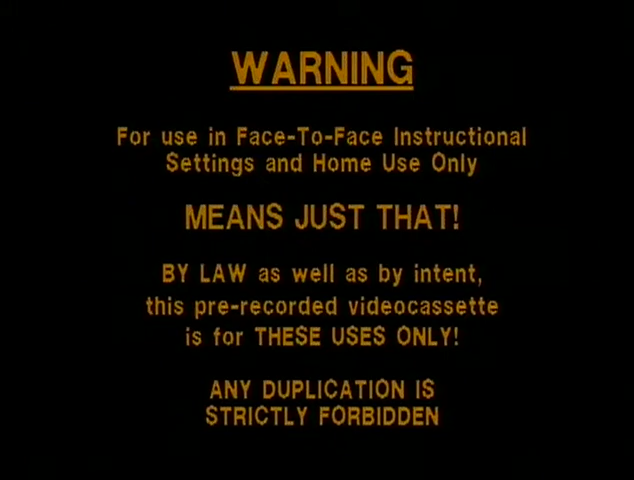 WARNING
For use in Face-To-Face Instructional
Settings and Home Use Only
MEANS JUST THAT!
BY LAW as well as by intent,
this pre-recorded videocassette
is for THESE USES ONLY!
ANY DUPLICATION IS
STRICTLY FORBIDDEN